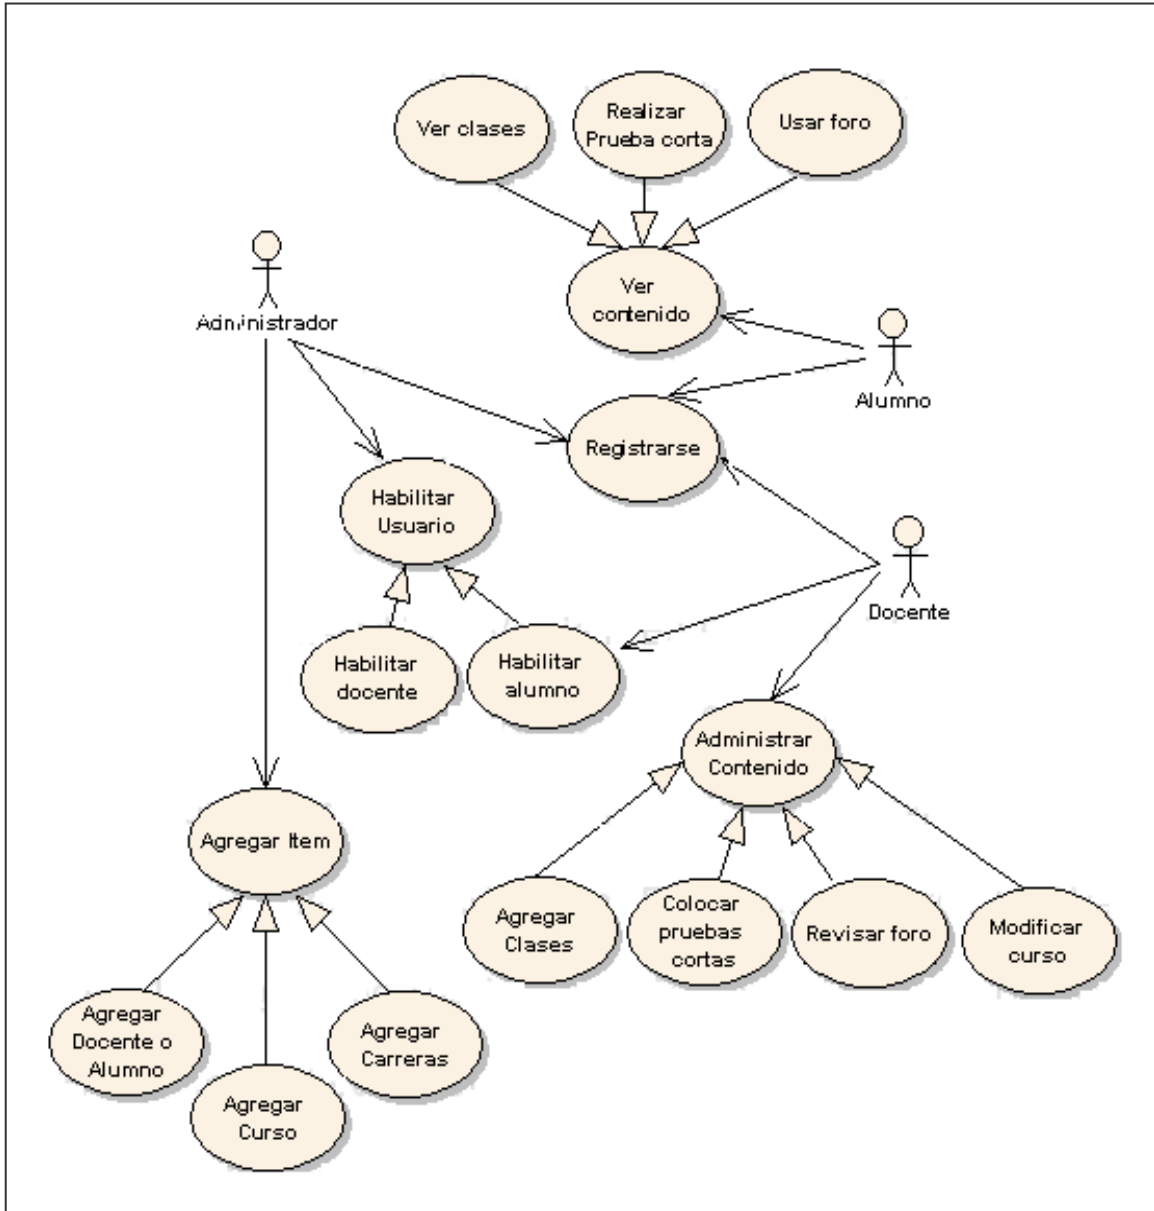 Ver clases
Realizar
Prueba corta
Usar foro
Administrador
Ver
contenido
Alumno
Registrarse
Habilitar
Usuario
Docente
Habilitar
docente
Habilitar
alumno
Administrar
Contenido
Agregar Item
Agregar
Clases
Colocar
pruebas
cortas
Revisar foro
Modificar
curso
Agregar
Docente o
Alumno
Agregar
Carreras
Agregar
Curso